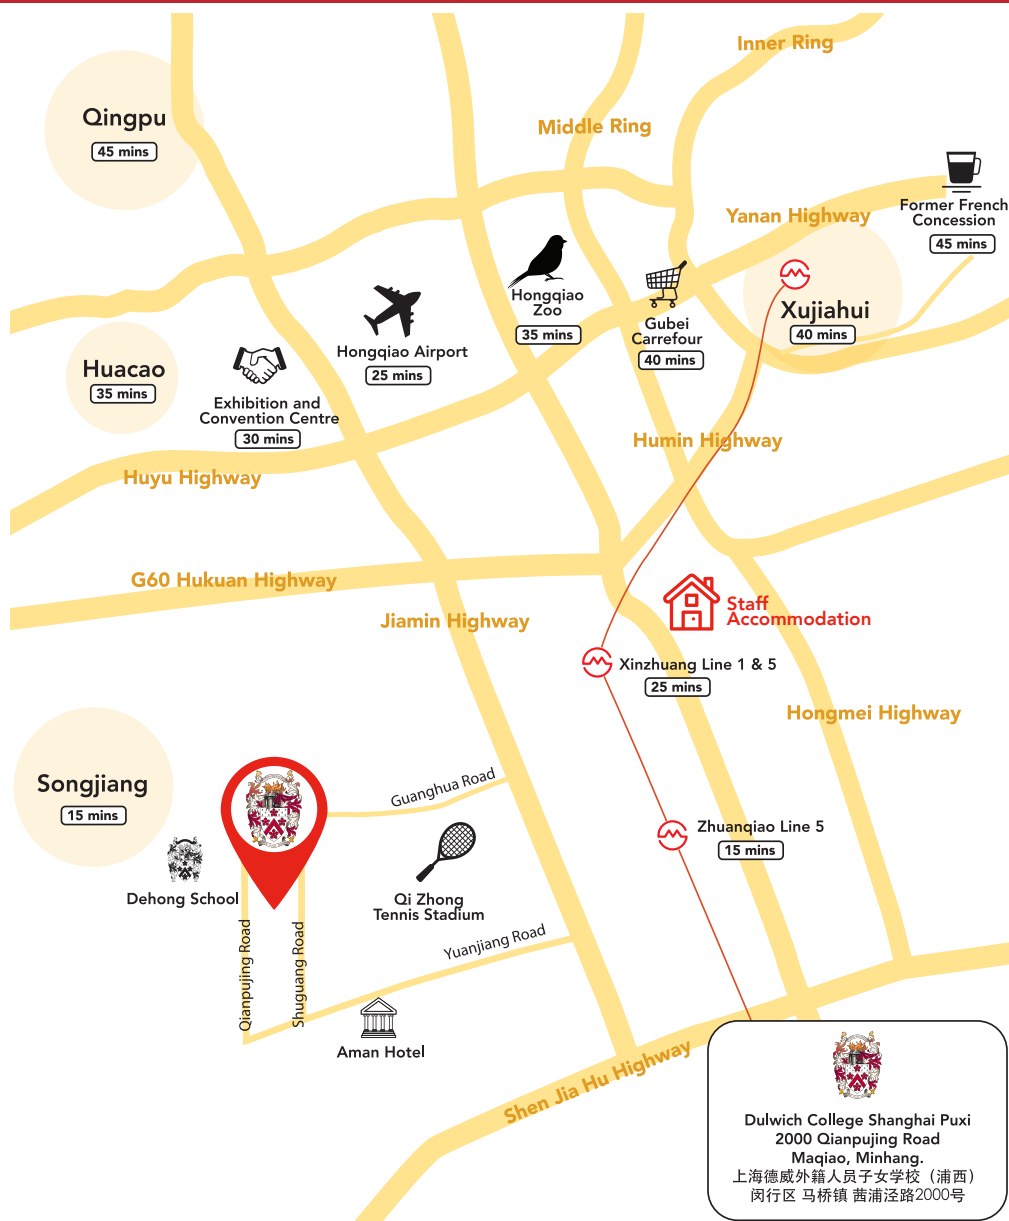 Inner Ring
Qingpu
45 mins
Middle Ring
Yanan Highway
Former French
Concession
45 mins
Hongqiao
Zoo
35 mins
Xujiahui
40 mins
Gubei
Carrefour
40 mins
Hongqiao Airport
25 mins
Huacao
35 mins
Exhibition and
Convention Centre
30 mins
Humin Highway
Huyu Highway
G60 Hukuan Highway
Jiamin Highway
Staff
Accommodation
Xinzhuang Line 1 & 5
25 mins
Hongmei Highway
Songjiang
15 mins
Guanghua Road
Zhuanqiao Line 5
15 mins
Dehong School
Qi Zhong
Tennis Stadium
Qianpujing Road
Shuguang Road
Yuanjiang Road
Aman Hotel
Shen Jia Hu Highway
Dulwich College Shanghai Puxi
2000 Qianpujing Road
Maqiao, Minhang.
上海德威外籍人员子女学校（浦西）
闵行区 马桥镇 茜浦泾路2000号